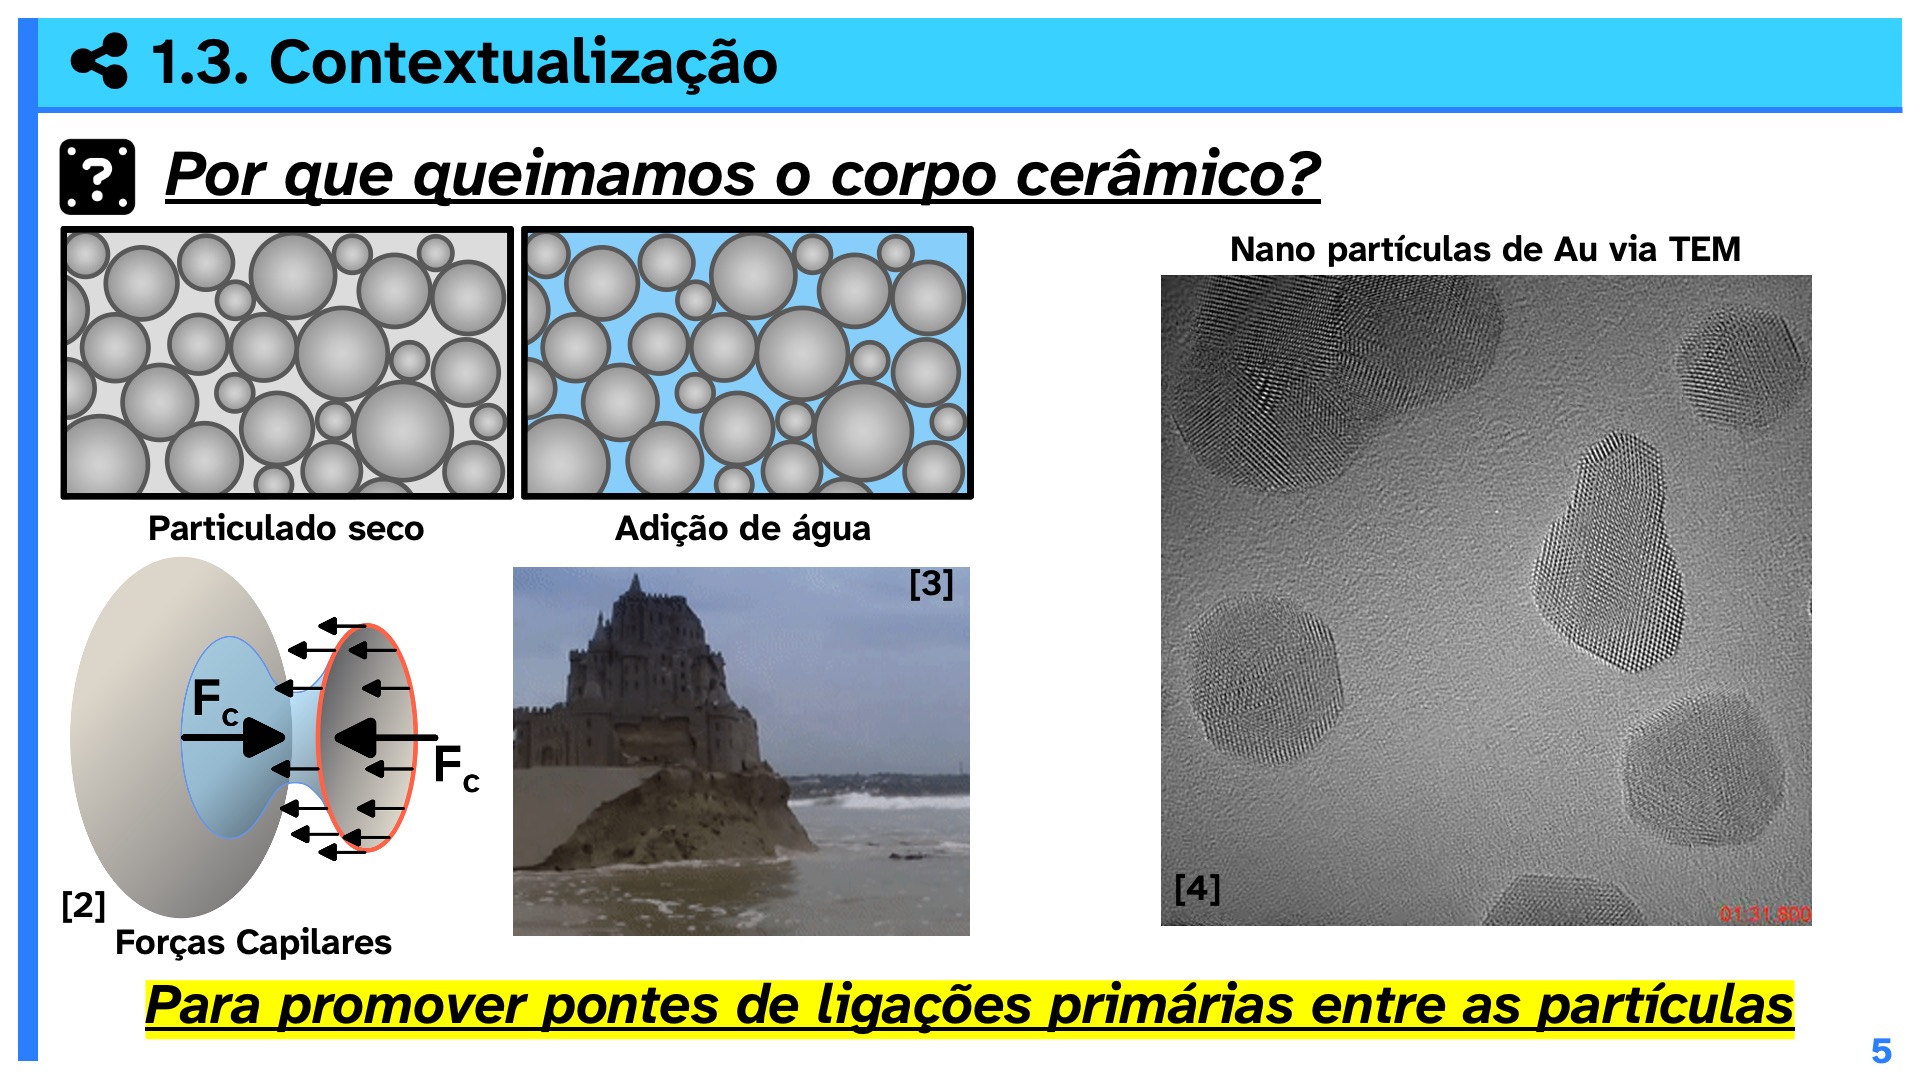 1.3. Contextualização
Por que queimamos o corpo cerâmico?
Particulado seco
Adição de água
Nano partículas de Au via TEM
F_c
F_c
[2]
Forças Capilares
[3]
[4]
01:31.800
Para promover pontes de ligações primárias entre as partículas
5